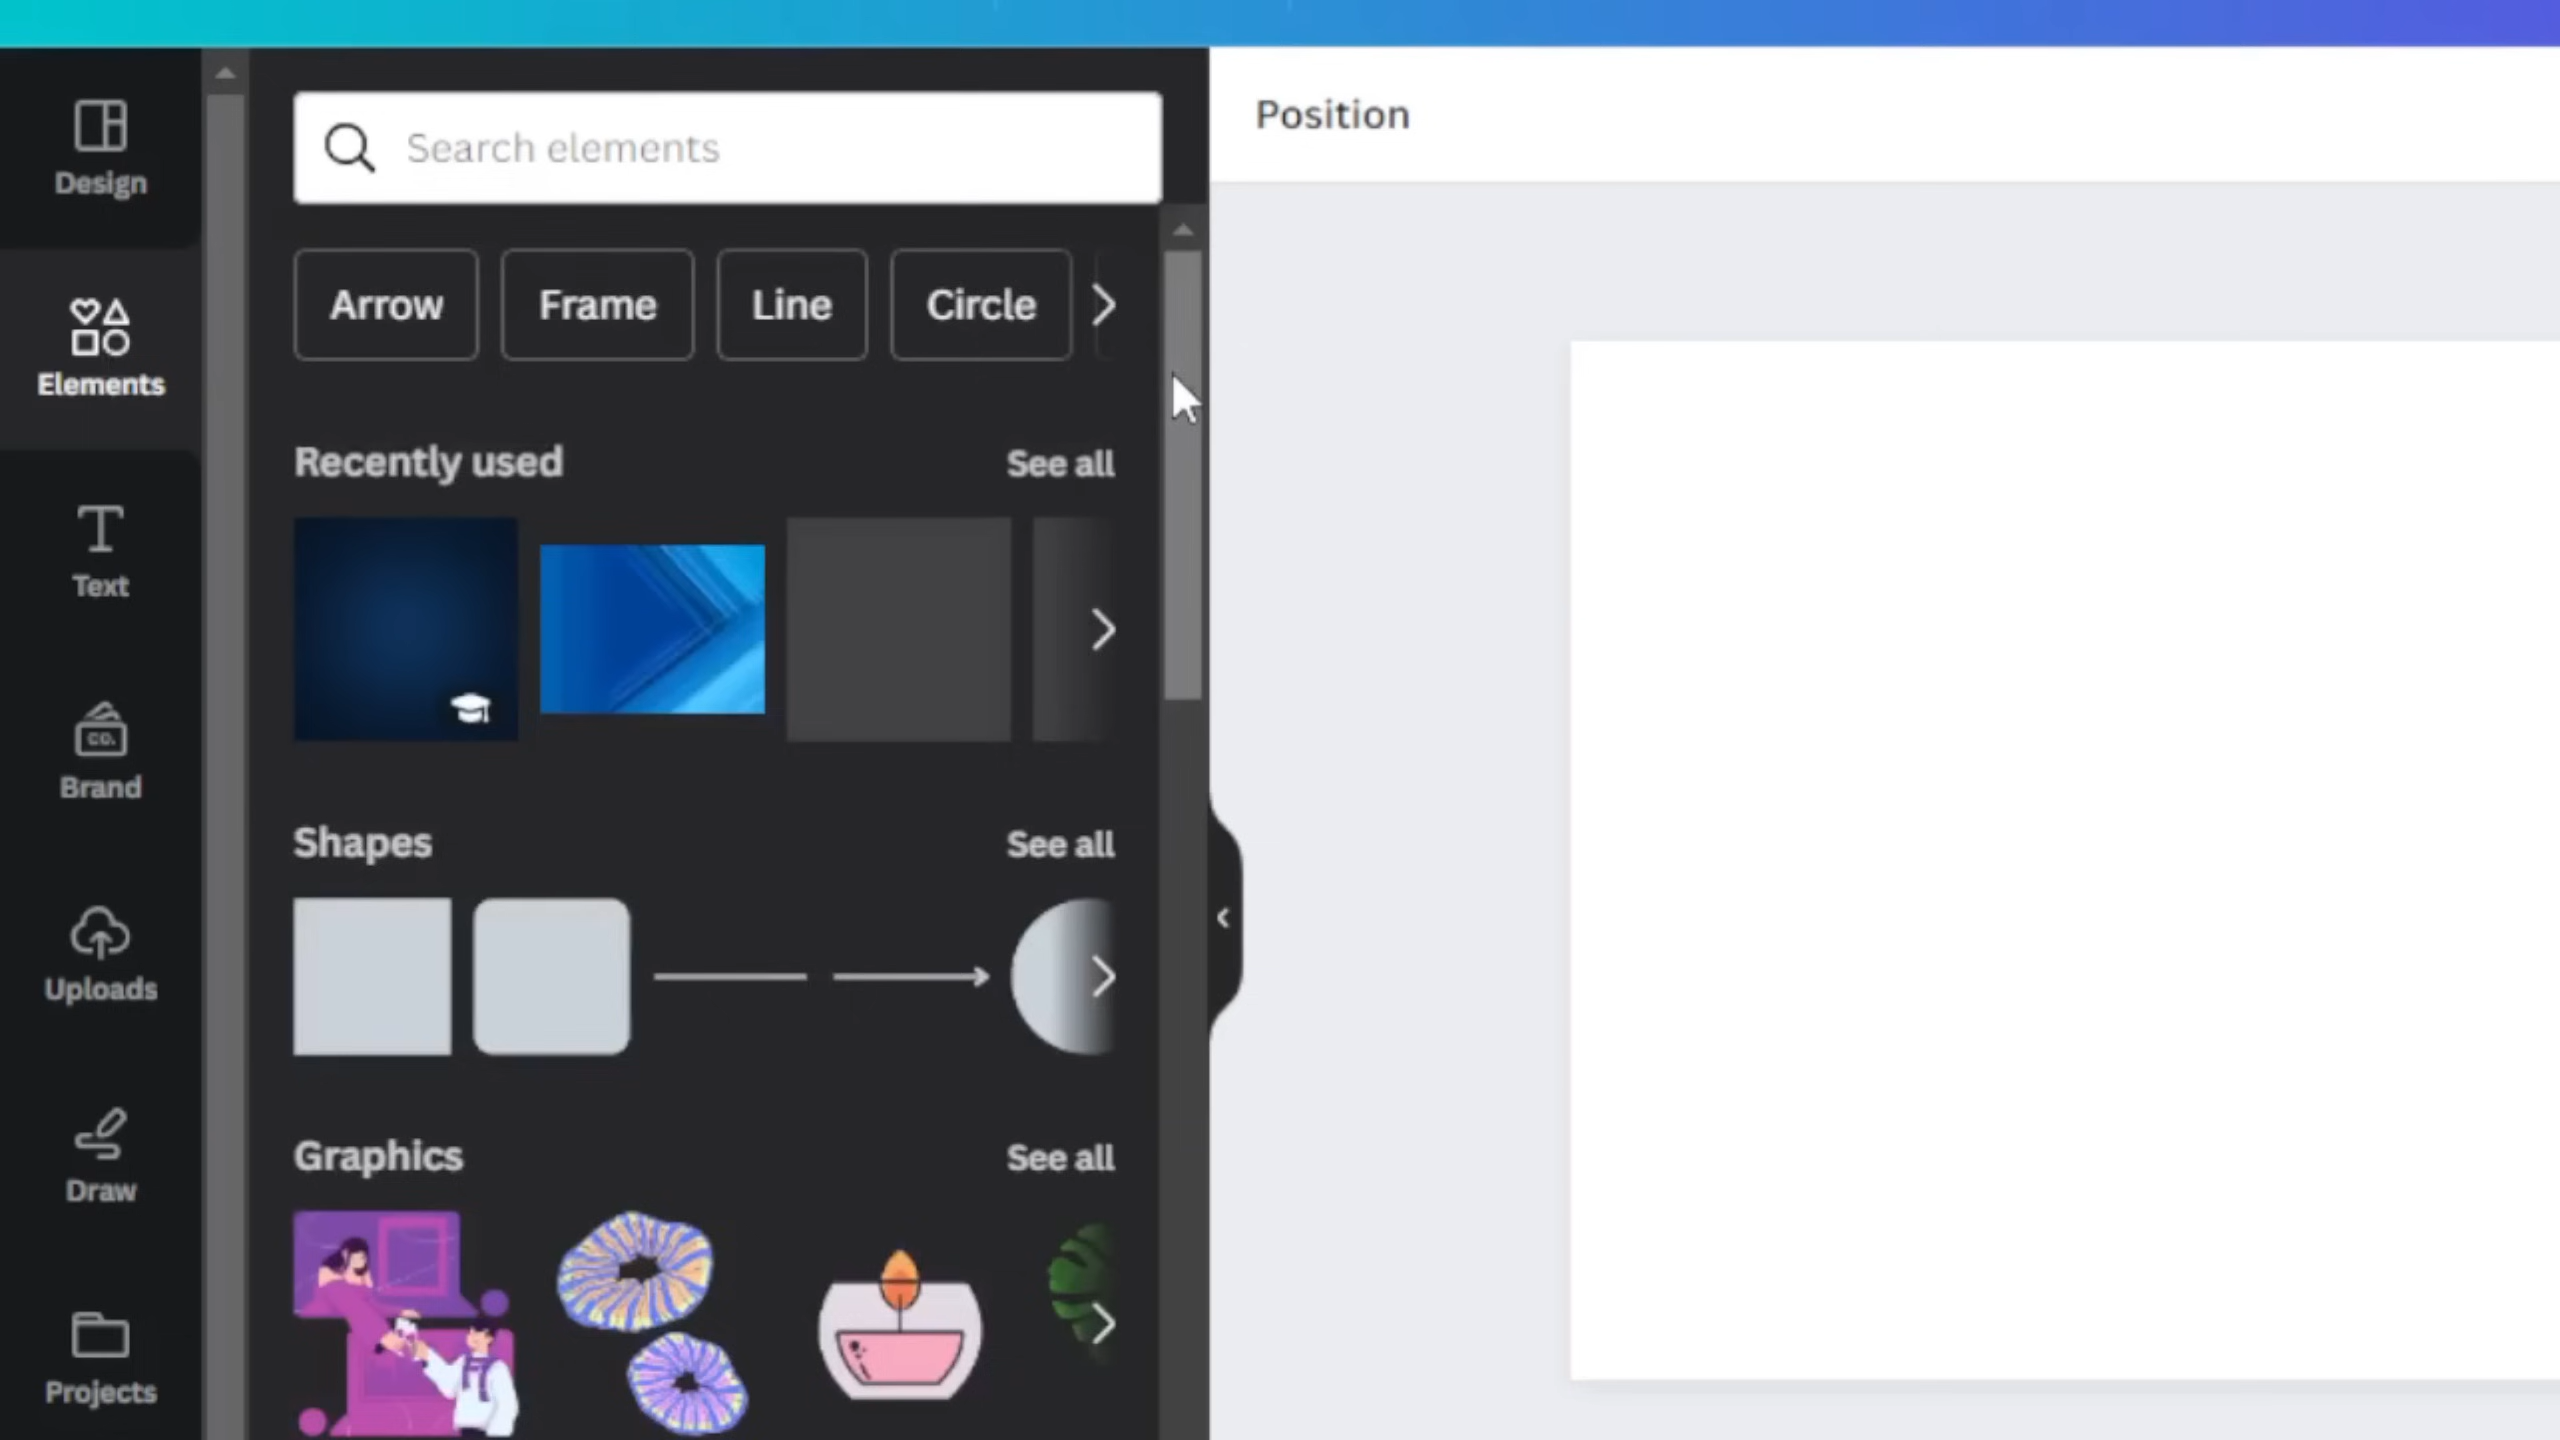 Design
Elements
Text
CO.
Brand
Uploads
Draw
Projects
Search elements
Arrow
Frame
Line
Circle
Recently used
See all
Shapes
See all
Graphics
See all
Position